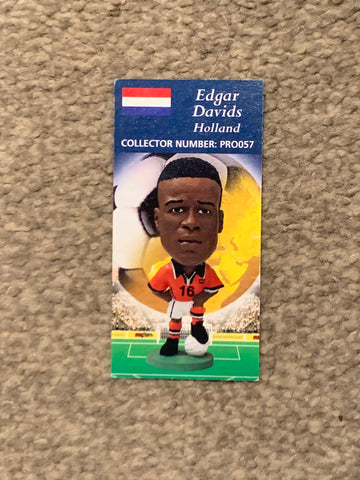 Edgar
Davids
Holland
COLLECTOR NUMBER: PRO057
16